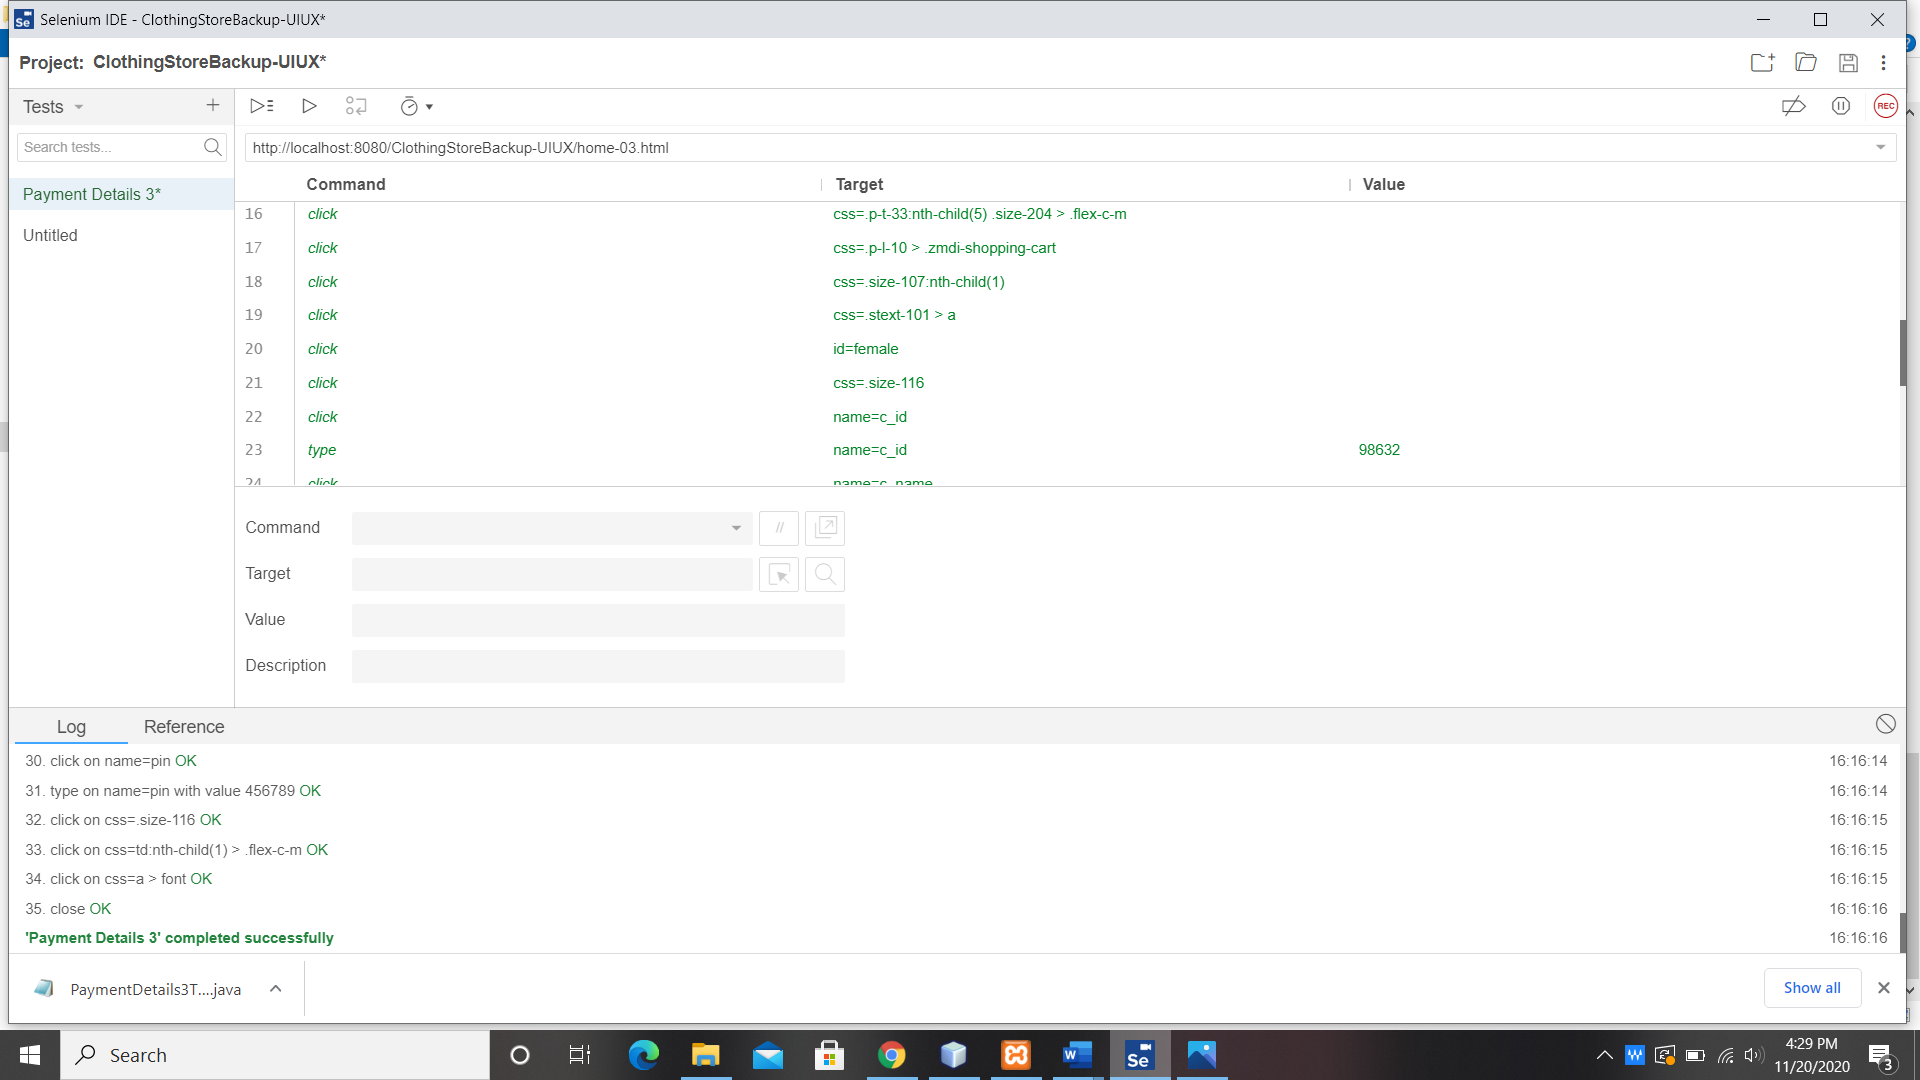 Selenium IDE - ClothingStoreBackup-UIUX*
Project: ClothingStoreBackup-UIUX*
Tests
REC
Search tests...
http://localhost:8080/ClothingStoreBackup-UIUX/home-03.html
Command Target Value
Payment Details 3*
Untitled
16 click css=.p-t-33:nth-child(5) .size-204 > .flex-c-m
17 click css=.p-l-10 > .zmdi-shopping-cart
18 click css=.size-107:nth-child(1)
19 click css=.stext-101 > a
20 click id=female
21 click css=.size-116
22 click name=c_id
23 type name=c_id 98632
24 click name=c_name
Command //
Target
Value
Description
Log Reference
30. click on name=pin OK 16:16:14
31. type on name=pin with value 456789 OK 16:16:14
32. click on css=.size-116 OK 16:16:15
33. click on css=td:nth-child(1) > .flex-c-m OK 16:16:15
34. click on css=a > font OK 16:16:15
35. close OK 16:16:16
'Payment Details 3' completed successfully 16:16:16
PaymentDetails3T....java
Show all
Search
Se
4:29 PM
11/20/2020
3